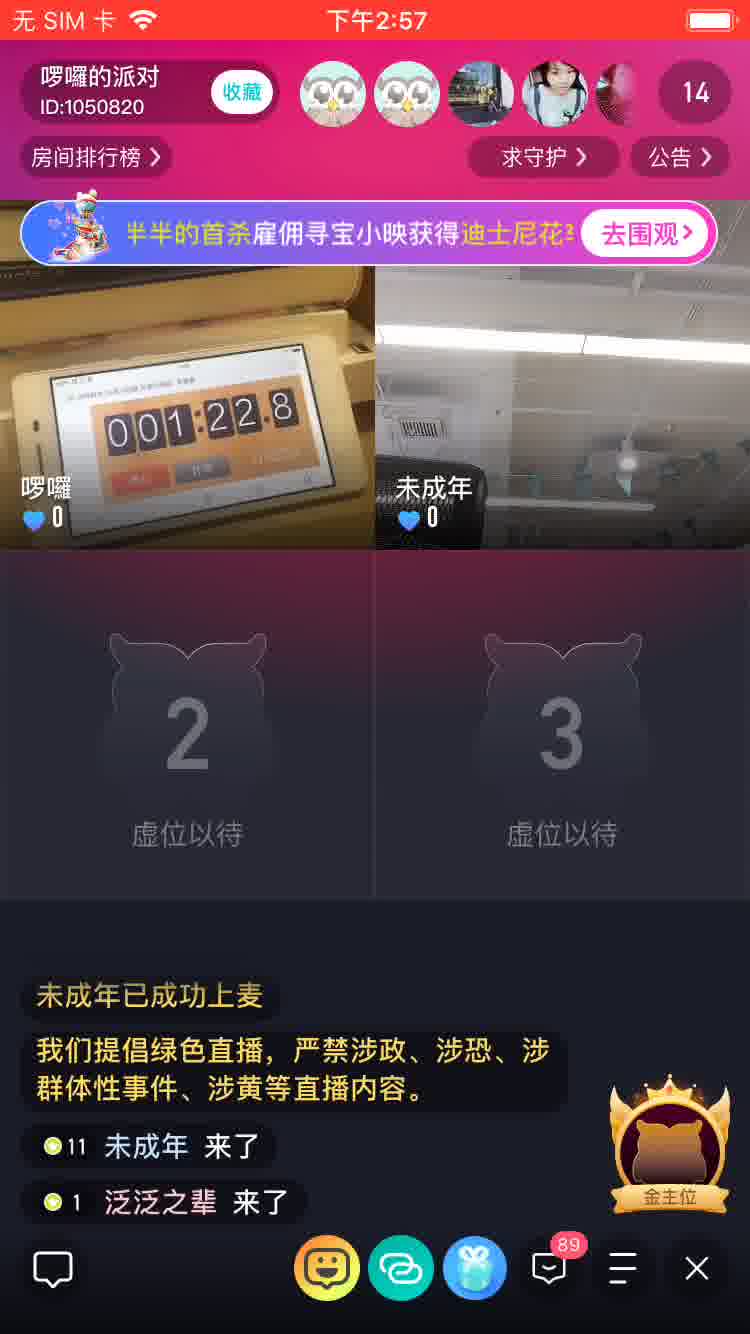 无 SIM 卡
下午2:57
啰囉的派对
ID:1050820
收藏
14
房间排行榜
求守护
公告
半半的首杀雇佣寻宝小映获得迪士尼花车
去围观
001:22.8
啰囉
0
未成年
0
2
虚位以待
3
虚位以待
未成年已成功上麦
我们提倡绿色直播，严禁涉政、涉恐、涉
群体性事件、涉黄等直播内容。
11 未成年 来了
1 泛泛之辈 来了
金主位
89